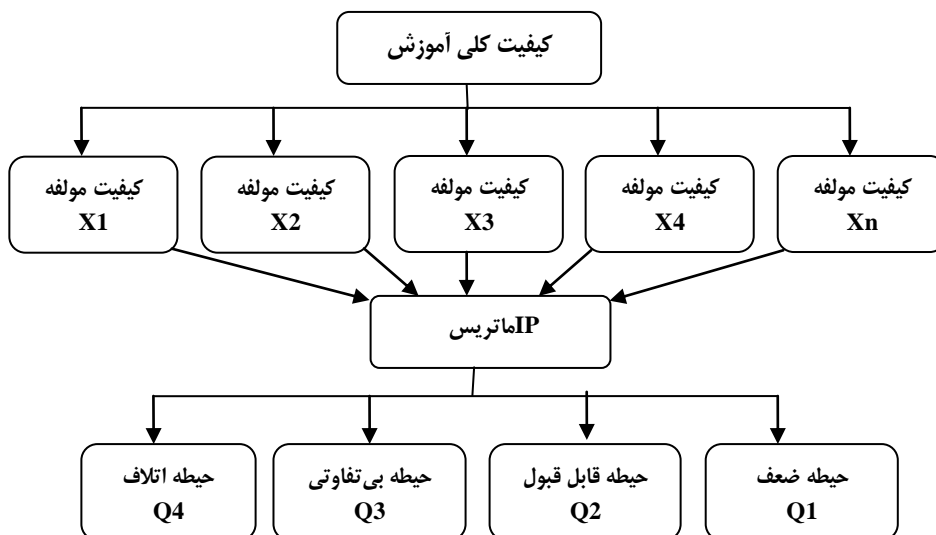 کیفیت کلی آموزش
کیفیت مولفه
X1
کیفیت مولفه
X2
کیفیت مولفه
X3
کیفیت مولفه
X4
کیفیت مولفه
Xn
ماتریسIP
حیطه ضعف
Q1
حیطه قابل قبول
Q2
حیطه بی‌تفاوتی
Q3
حیطه اتلاف
Q4